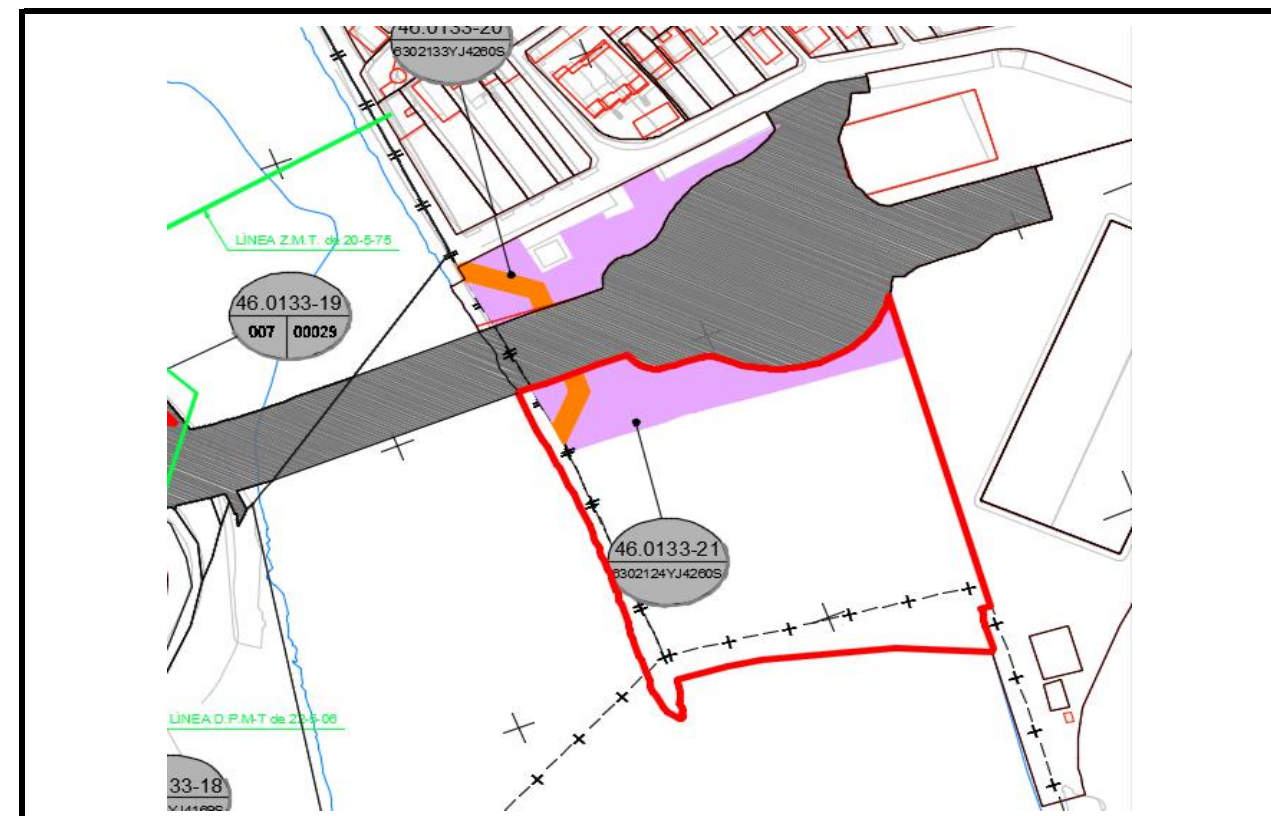 46.0133-20
6302133YJ4260S
LÍNEA Z.M.T. de 20-5-75
46.0133-19
007 00029
46.0133-21
6302124YJ4260S
LÍNEA D.P.M-T de 22-5-06
33-18